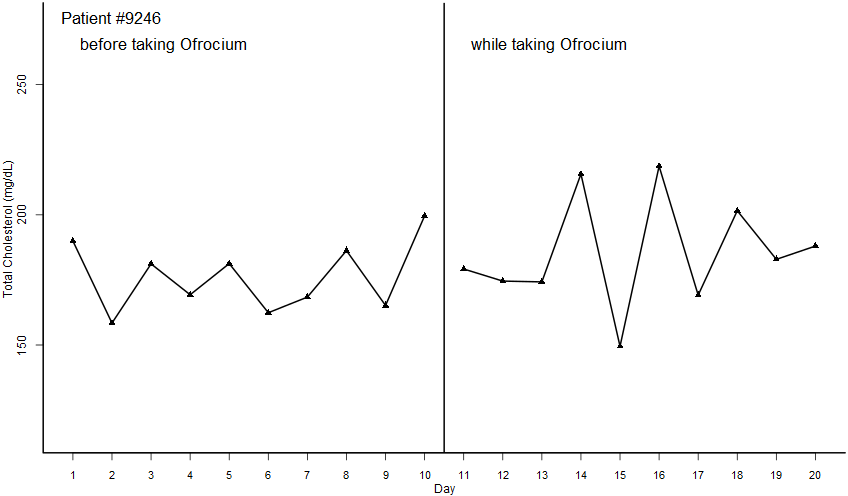 Patient #9246
before taking Ofrocium
while taking Ofrocium
Total Cholesterol (mg/dL)
250
200
150
1 2 3 4 5 6 7 8 9 10 11 12 13 14 15 16 17 18 19 20
Day